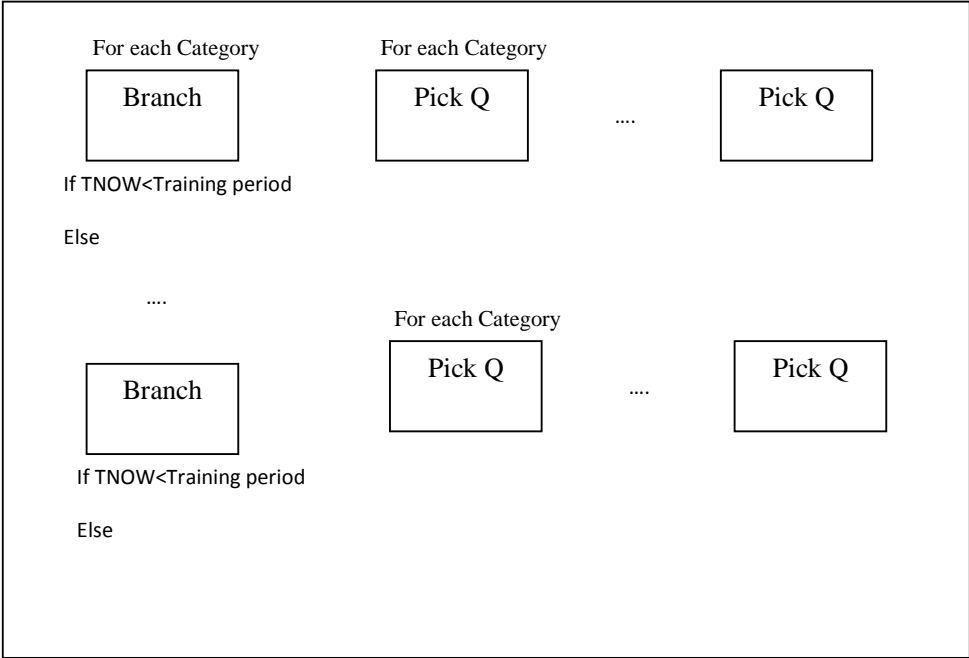 For each Category
For each Category
Branch
Pick Q
....
Pick Q
If TNOW<Training period
Else
....
For each Category
Pick Q
....
Pick Q
Branch
If TNOW<Training period
Else